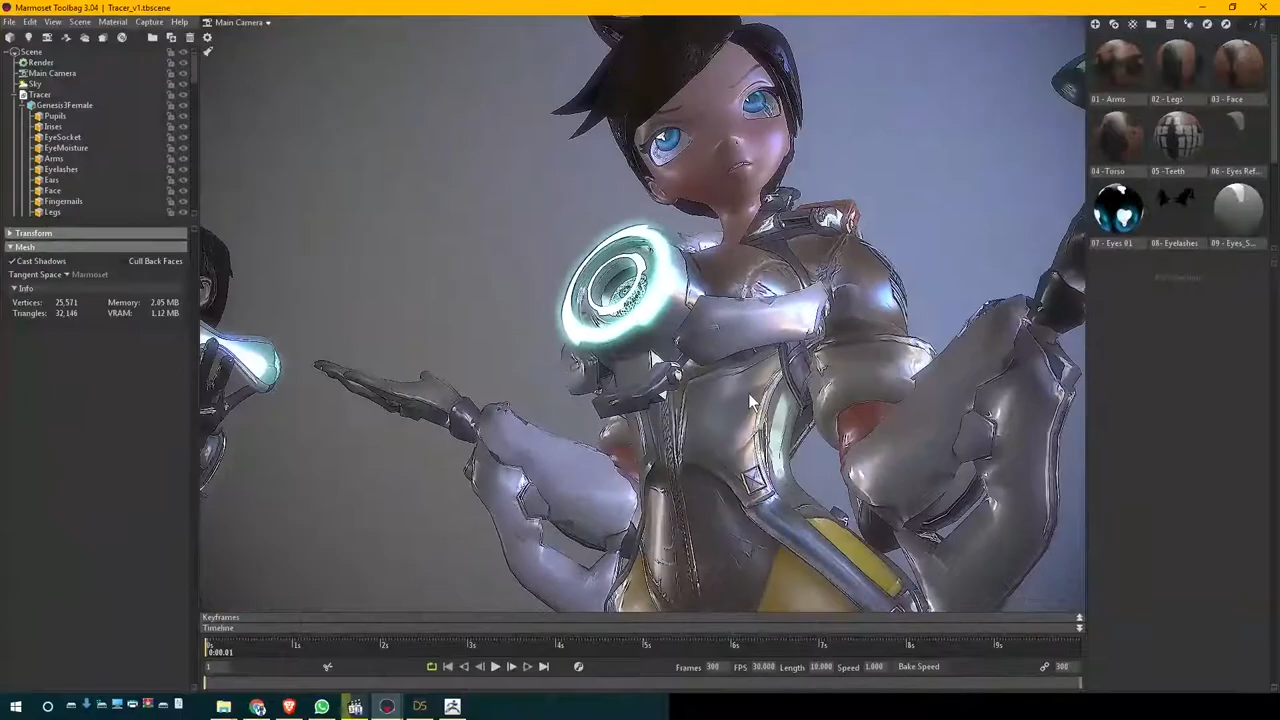 Marmoset Toolbag 3.04 | Tracer_v1.tbscene
File Edit View Scene Material Capture Help
Main Camera
Scene
Render
Main Camera
Sky
Tracer
Genesis3Female
Pupils
Irises
EyeSocket
EyeMoisture
Arms
Eyelashes
Ears
Face
Fingernails
Legs
Transform
Mesh
Cast Shadows Cull Back Faces
Tangent Space Marmoset
Info
Vertices: 25,571 Memory: 2.05 MB
Triangles: 32,146 VRAM: 1.12 MB
01 - Arms 02 - Legs 03 - Face
04 - Torso 05 - Teeth 06 - Eyes Ref...
07 - Eyes 01 08- Eyelashes 09 - Eyes_S...
Keyframes
Timeline
0s 1s 2s 3s 4s 5s 6s 7s 8s 9s
0:00.01
1 Frames 300 FPS 30.000 Length 10.000 Speed 1.000 Bake Speed 300
DS